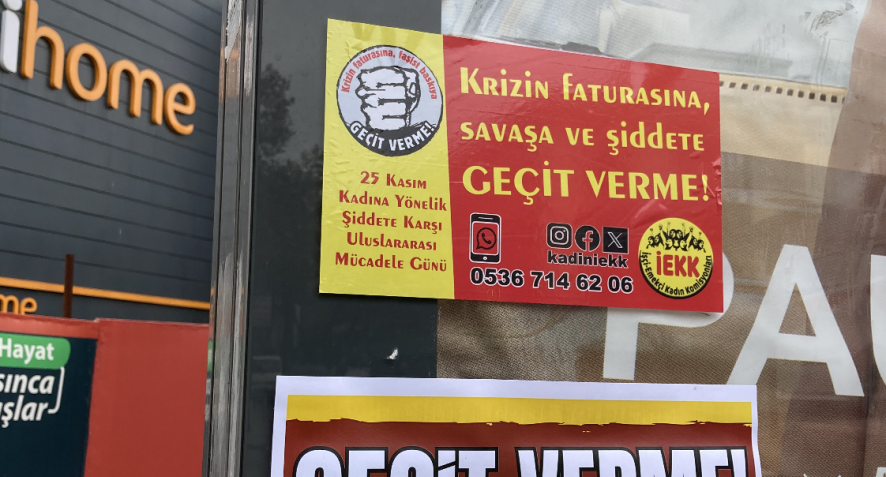 home
Krizin faturasına, faşist baskıya
GEÇİT VERME!
25 Kasım
Kadına Yönelik
Şiddete Karşı
Uluslararası
Mücadele Günü
Krizin faturasına,
savaşa ve şiddete
GEÇİT VERME!
kadiniekk
0536 714 62 06
İEKK
İşçi-Emekçi Kadın Komisyonları
me
Hayat
şlar
PA
GEÇİT VERME!